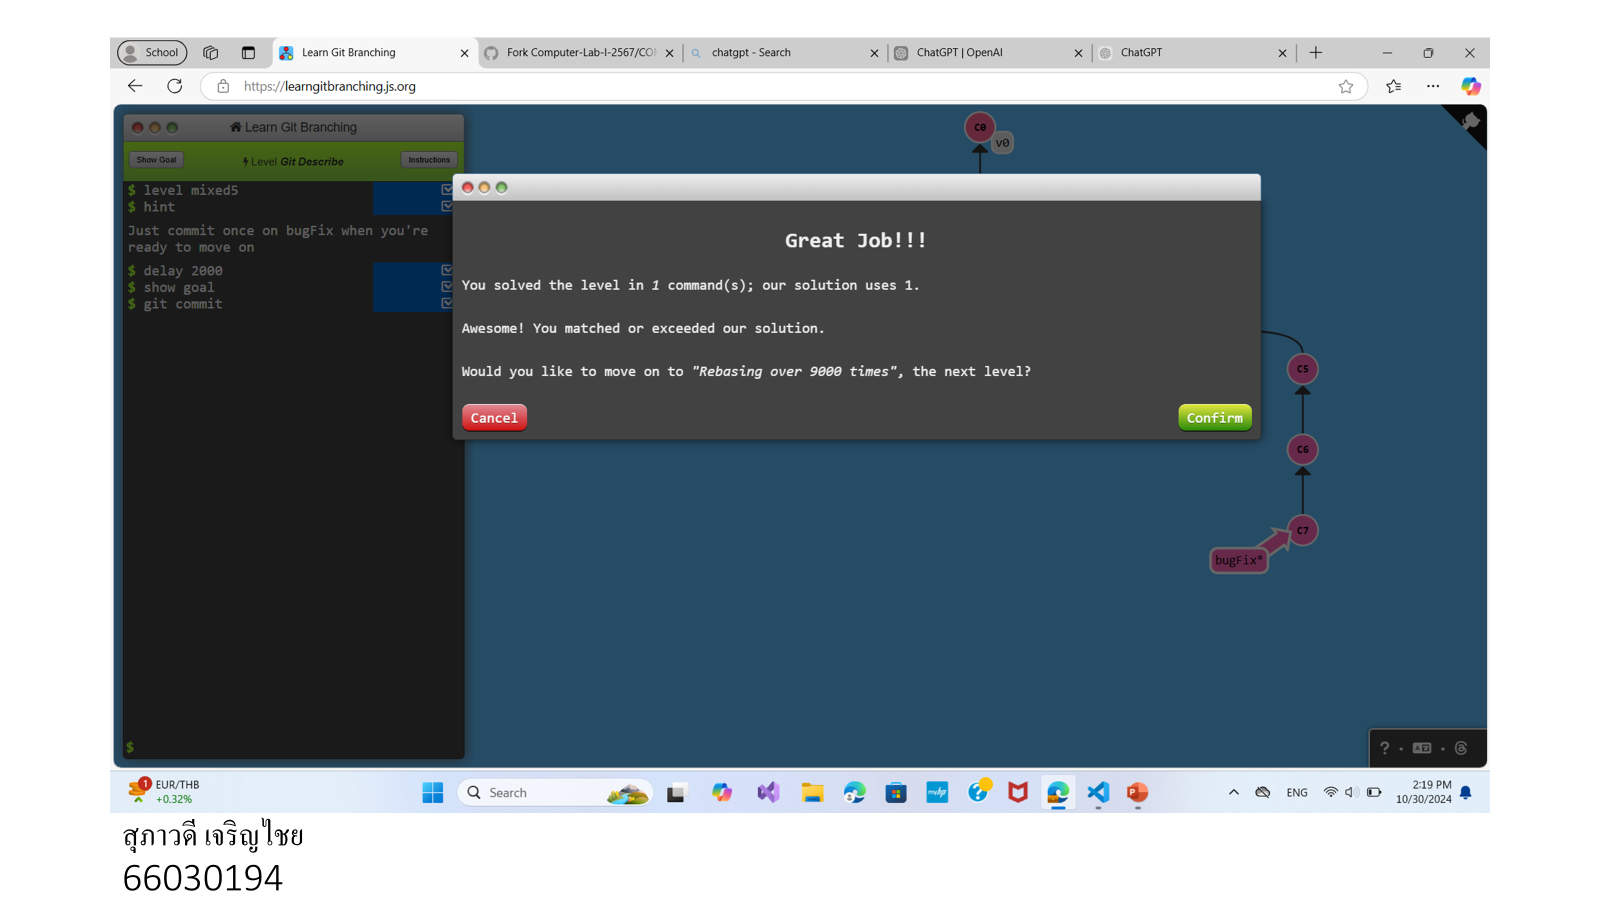 School
Learn Git Branching
Fork Computer-Lab-I-2567/CO
chatgpt - Search
ChatGPT | OpenAI
ChatGPT
https://learngitbranching.js.org
Learn Git Branching
Show Goal
Level Git Describe
Instructions
$ level mixed5
$ hint
Just commit once on bugFix when you're
ready to move on
$ delay 2000
$ show goal
$ git commit
$
C0
v0
Great Job!!!
You solved the level in 1 command(s); our solution uses 1.
Awesome! You matched or exceeded our solution.
Would you like to move on to "Rebasing over 9000 times", the next level?
Cancel
Confirm
C5
C6
C7
bugFix*
?
1
EUR/THB
+0.32%
Search
ENG
2:19 PM
10/30/2024
สุภาวดี เจริญไชย
66030194